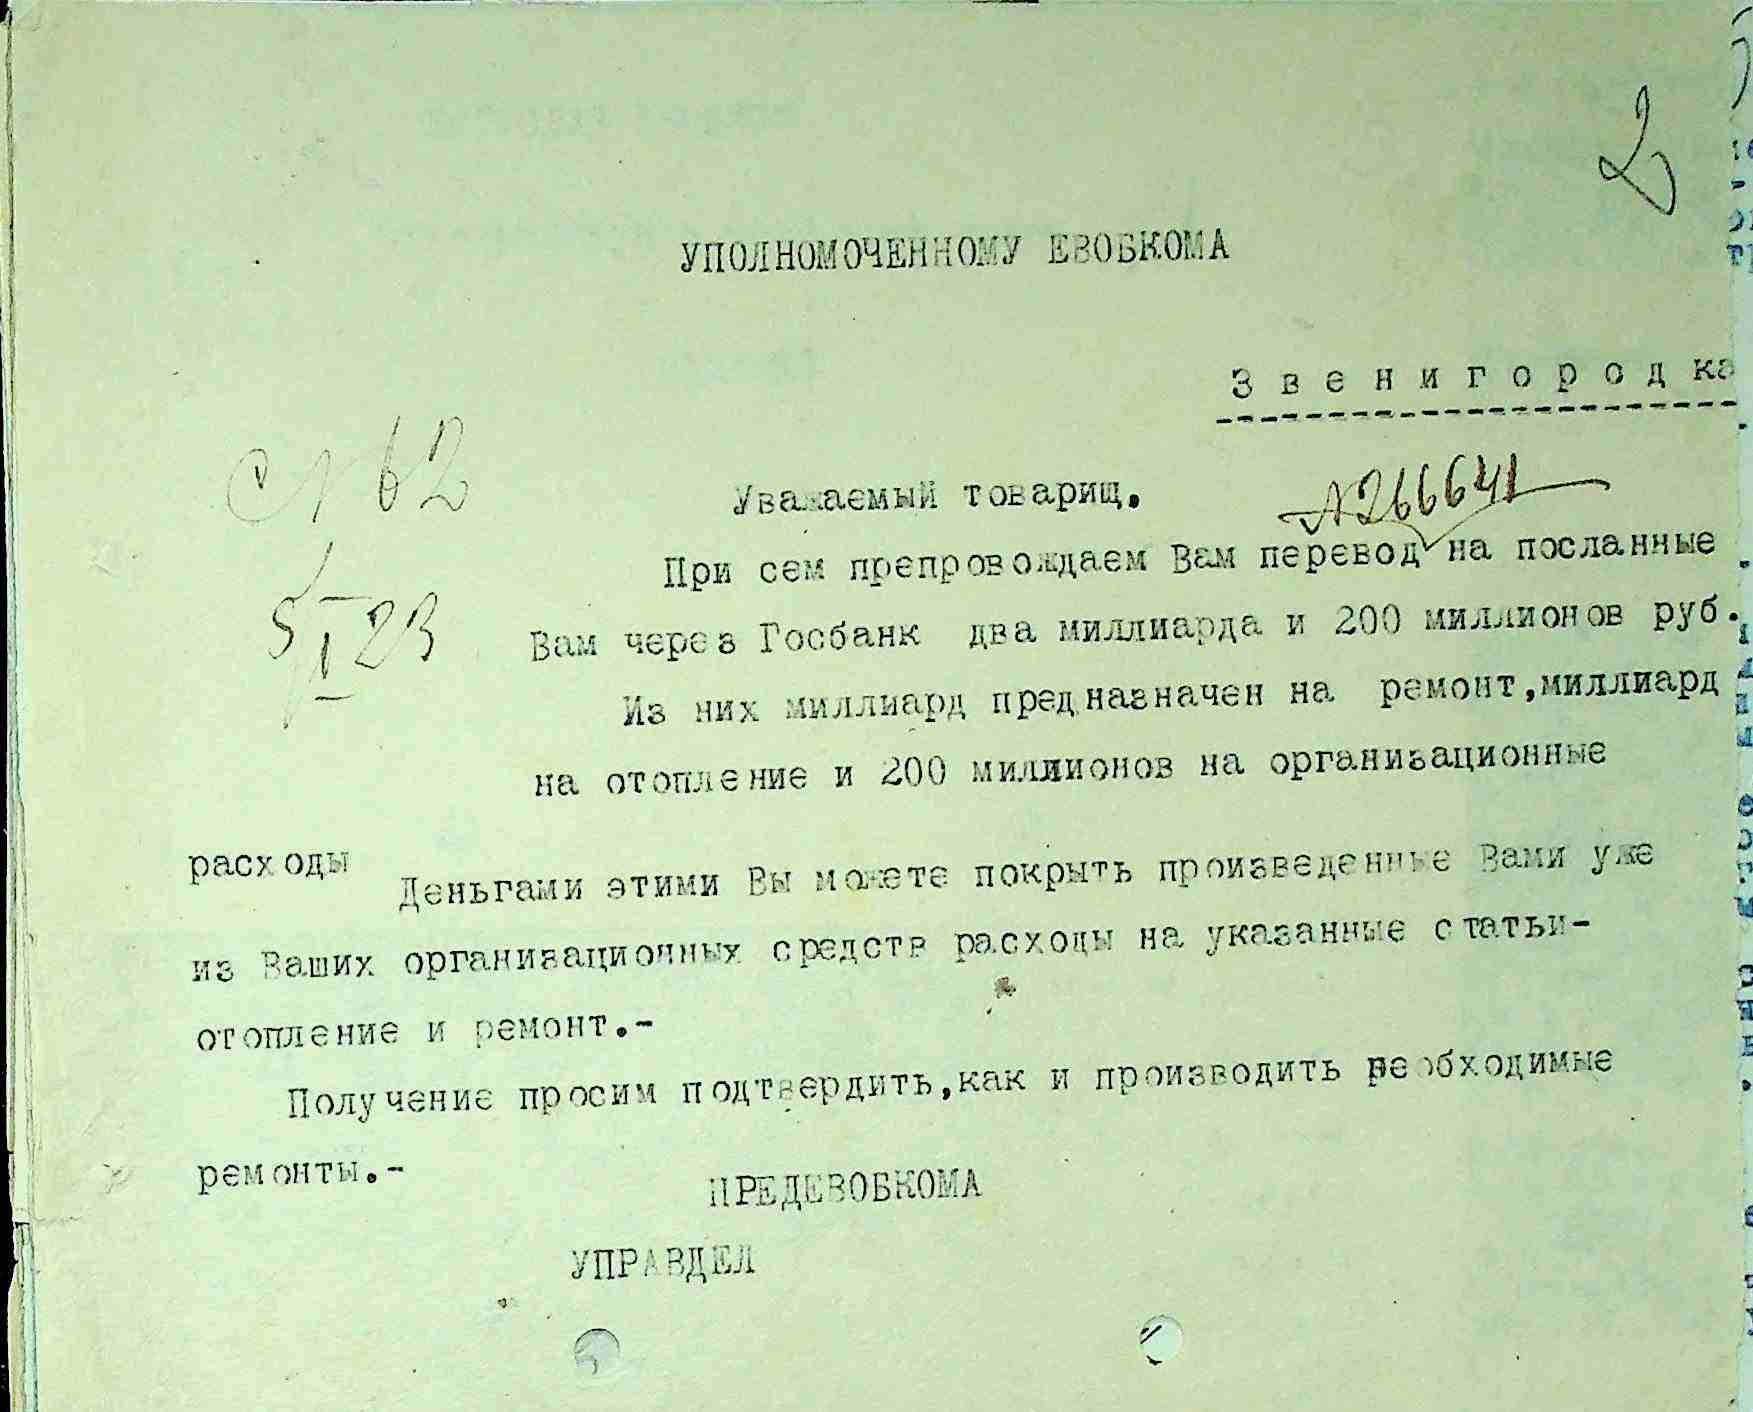 2
УПОЛНОМОЧЕННОМУ ЕВОБКОМА
Звенигородка
№ 62
5/I 23
Уважаемый товарищ.
№266641
При сем препровождаем Вам перевод на посланные
Вам через Госбанк два миллиарда и 200 миллионов руб.
Из них миллиард предназначен на ремонт,миллиард
на отопление и 200 миллионов на организационные
расходы
Деньгами этими Вы можете покрыть произведенные Вами уже
из Ваших организационных средств расходы на указанные статьи-
отопление и ремонт.-
Получение просим подтвердить,как и производить необходимые
ремонты.-
ПРЕДЕВОБКОМА
УПРАВДЕЛ